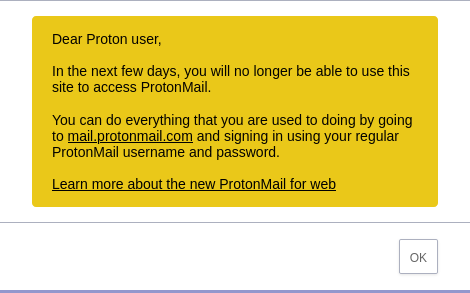 Dear Proton user,
In the next few days, you will no longer be able to use this
site to access ProtonMail.
You can do everything that you are used to doing by going
to mail.protonmail.com and signing in using your regular
ProtonMail username and password.
Learn more about the new ProtonMail for web
OK